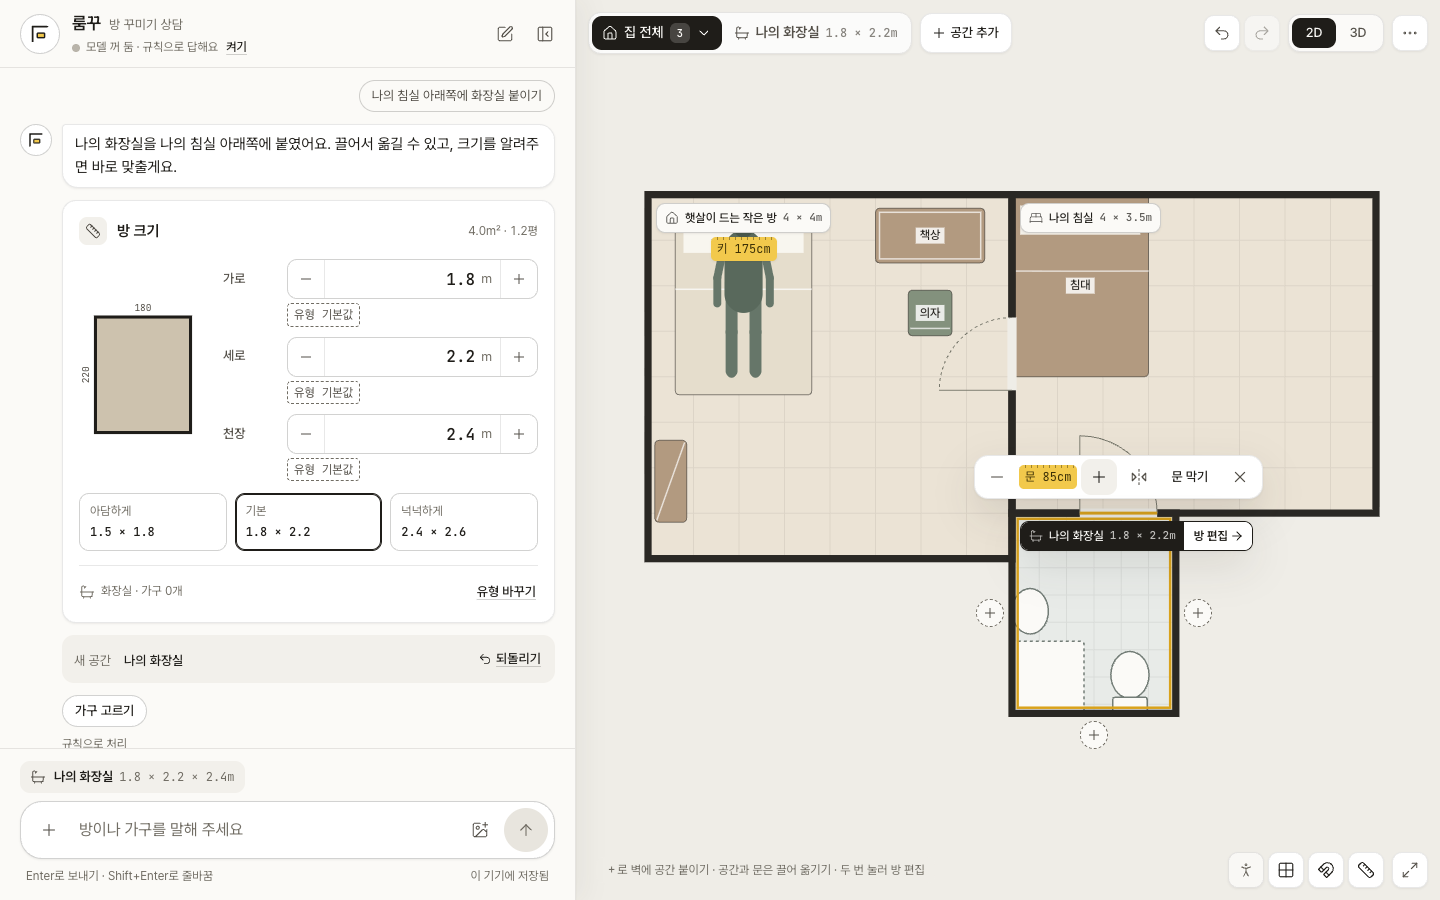 룸꾸 방 꾸미기 상담
모델 꺼 둠 · 규칙으로 답해요 켜기
나의 침실 아래쪽에 화장실 붙이기
나의 화장실을 나의 침실 아래쪽에 붙였어요. 끌어서 옮길 수 있고, 크기를 알려주
면 바로 맞출게요.
방 크기 4.0m² · 1.2평
180
220
가로 1.8 m
유형 기본값
세로 2.2 m
유형 기본값
천장 2.4 m
유형 기본값
아담하게
1.5 × 1.8
기본
1.8 × 2.2
넉넉하게
2.4 × 2.6
화장실 · 가구 0개 유형 바꾸기
새 공간 나의 화장실 되돌리기
가구 고르기
규칙으로 처리
나의 화장실 1.8 × 2.2 × 2.4m
방이나 가구를 말해 주세요
Enter로 보내기 · Shift+Enter로 줄바꿈 이 기기에 저장됨
집 전체 3 나의 화장실 1.8 × 2.2m 공간 추가 2D 3D
햇살이 드는 작은 방 4 × 4m
키 175cm
책상
의자
나의 침실 4 × 3.5m
침대
문 85cm 문 막기
나의 화장실 1.8 × 2.2m 방 편집
+ 로 벽에 공간 붙이기 · 공간과 문은 끌어 옮기기 · 두 번 눌러 방 편집